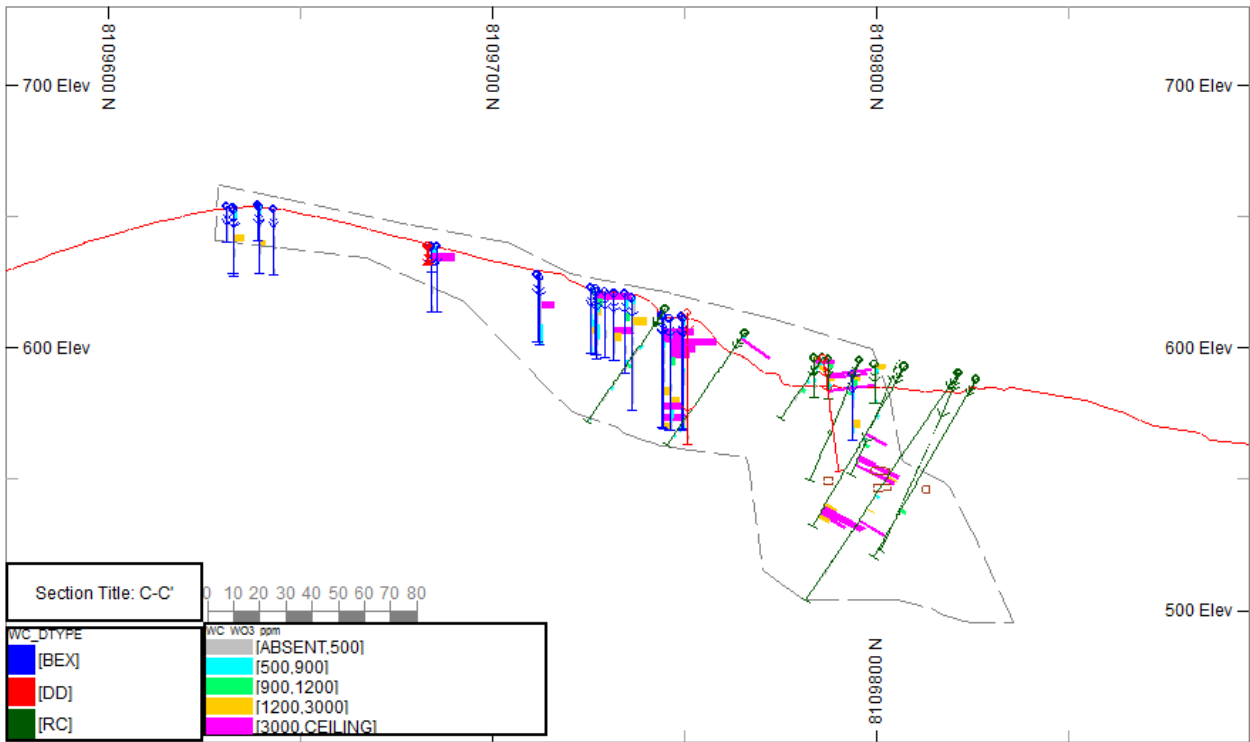 8109600 N
8109700 N
8109800 N
700 Elev
700 Elev
600 Elev
600 Elev
500 Elev
8109800 N
Section Title: C-C'
0 10 20 30 40 50 60 70 80
WC_DTYPE
[BEX]
[DD]
[RC]
WC_WO3_ppm
[ABSENT,500]
[500,900]
[900,1200]
[1200,3000]
[3000,CEILING]